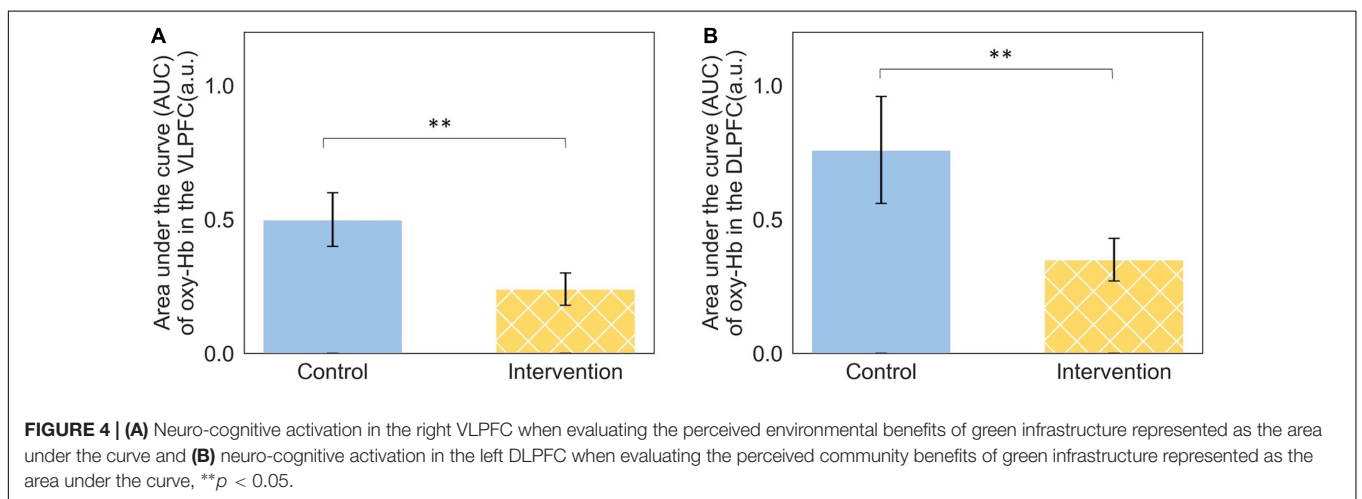 A
Area under the curve (AUC)
of oxy-Hb in the VLPFC(a.u.)
1.0
0.5
0.0
**
Control
Intervention
B
Area under the curve (AUC)
of oxy-Hb in the DLPFC(a.u.)
1.0
0.5
0.0
**
Control
Intervention
FIGURE 4 | (A) Neuro-cognitive activation in the right VLPFC when evaluating the perceived environmental benefits of green infrastructure represented as the area
under the curve and (B) neuro-cognitive activation in the left DLPFC when evaluating the perceived community benefits of green infrastructure represented as the
area under the curve, **p < 0.05.